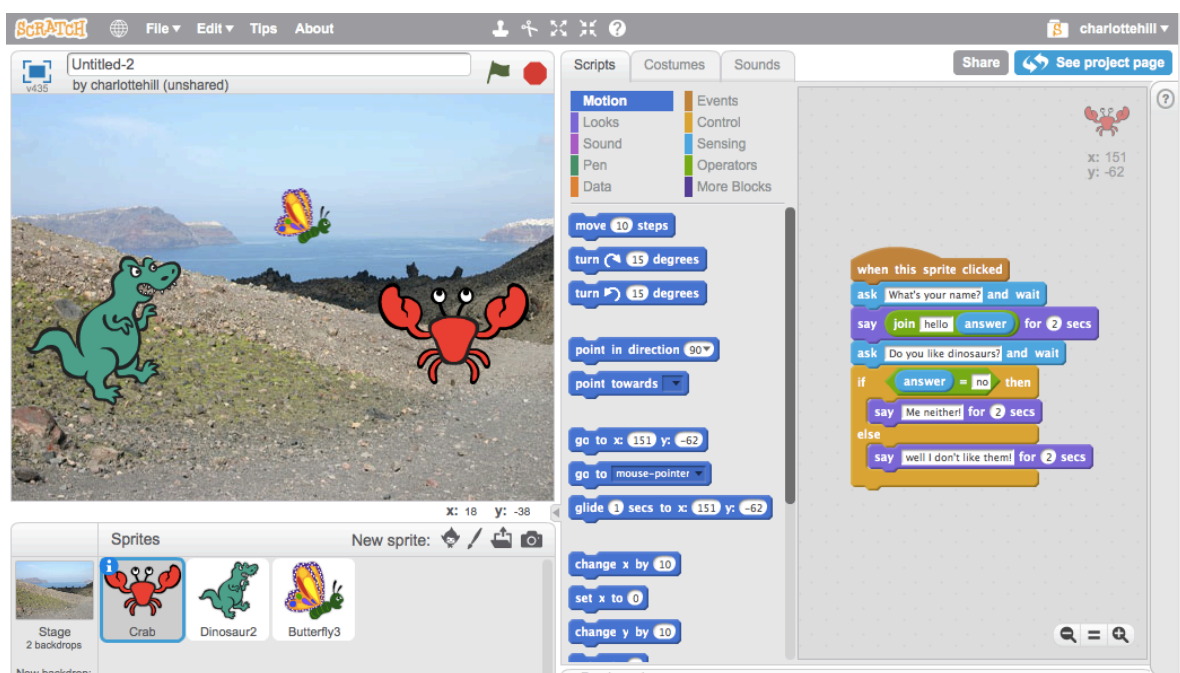 SCRATCH File▼ Edit▼ Tips About charlottehill▼
v435
Untitled-2
by charlottehill (unshared)
Scripts Costumes Sounds
Share See project page
Motion Events
Looks Control
Sound Sensing
Pen Operators
Data More Blocks
move 10 steps
turn 15 degrees
turn 15 degrees
point in direction 90▼
point towards
go to x: 151 y: -62
go to mouse-pointer
glide 1 secs to x: 151 y: -62
change x by 10
set x to 0
change y by 10
x: 151
y: -62
when this sprite clicked
ask What's your name? and wait
say join hello answer for 2 secs
ask Do you like dinosaurs? and wait
if answer = no then
say Me neither! for 2 secs
else
say well I don't like them! for 2 secs
x: 18 y: -38
Sprites New sprite:
Stage
2 backdrops
New backdrop:
Crab Dinosaur2 Butterfly3